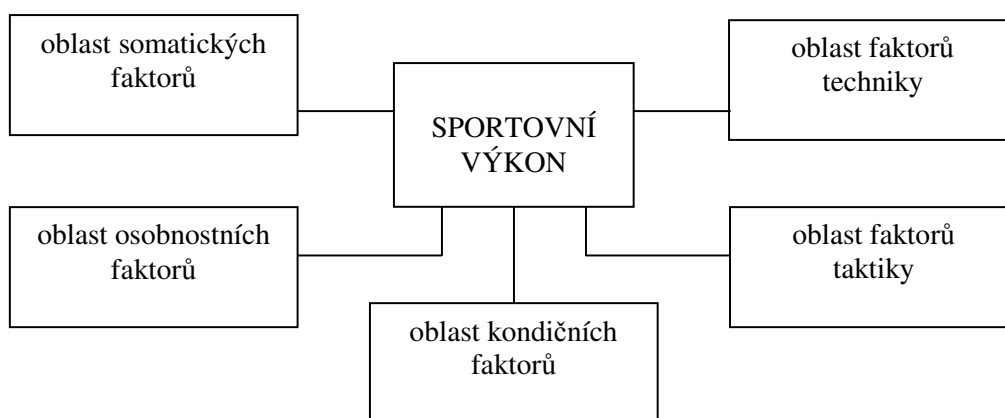 oblast somatických
faktorů
oblast faktorů
techniky
SPORTOVNÍ
VÝKON
oblast osobnostních
faktorů
oblast faktorů
taktiky
oblast kondičních
faktorů